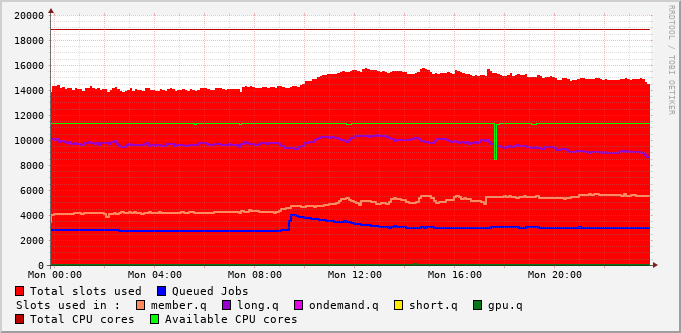 RRDTOOL / TOBI OETIKER
20000
18000
16000
14000
12000
10000
8000
6000
4000
2000
0
Mon 00:00 Mon 04:00 Mon 08:00 Mon 12:00 Mon 16:00 Mon 20:00
Total slots used Queued Jobs
Slots used in : member.q long.q ondemand.q short.q gpu.q
Total CPU cores Available CPU cores